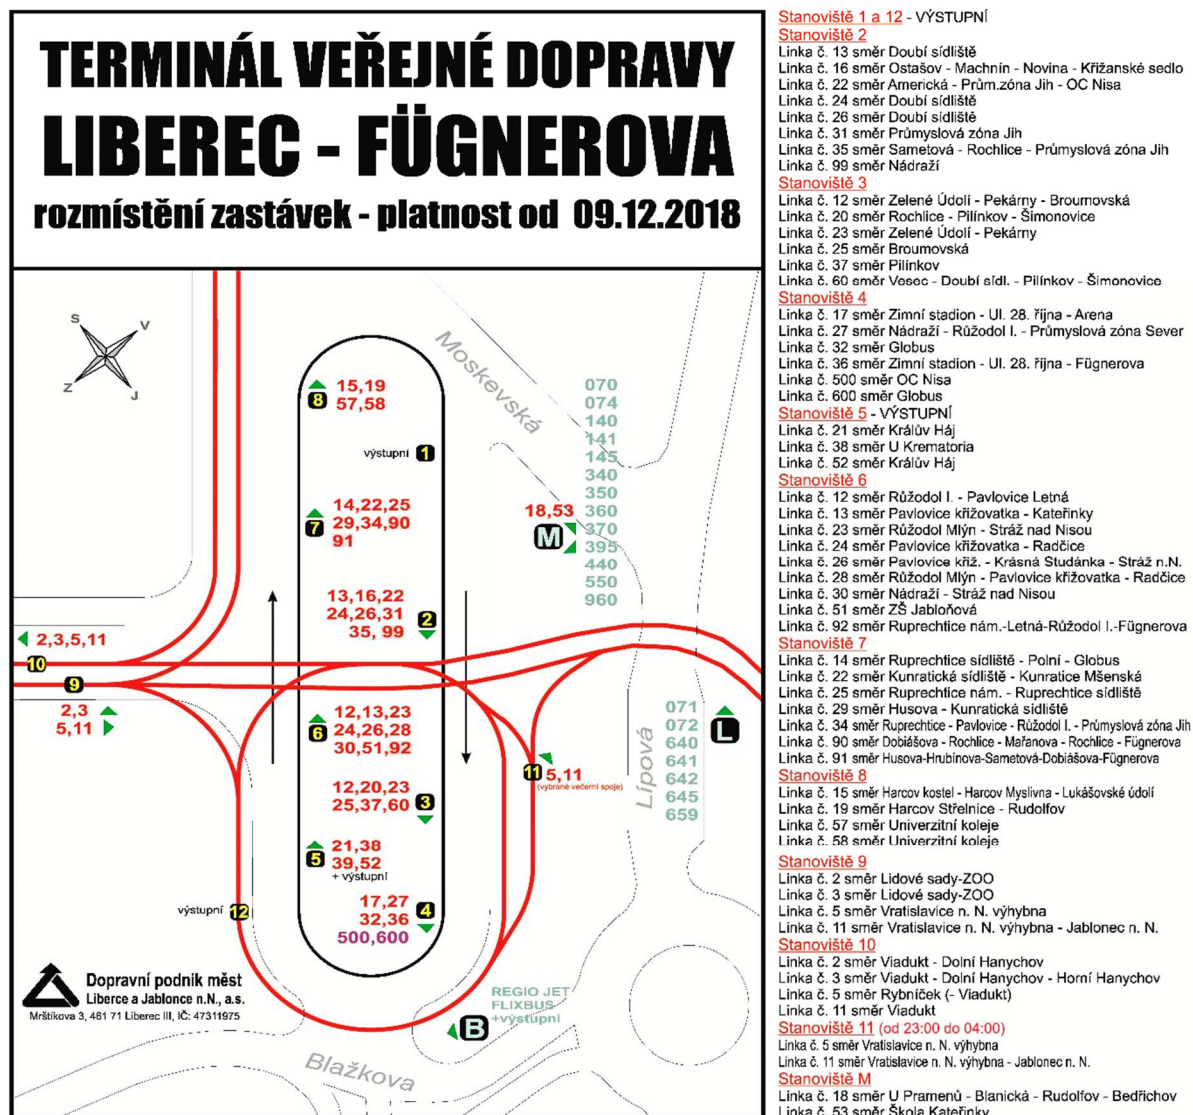 TERMINÁL VEŘEJNÉ DOPRAVY
LIBEREC - FÜGNEROVA
rozmístění zastávek - platnost od 09.12.2018
S
V
Z
J
Moskevská
8
15,19
57,58
výstupní 1
7
14,22,25
29,34,90
91
13,16,22
24,26,31
35, 99
2
070
074
140
141
145
340
350
360
370
395
440
550
960
18,53
M
2,3,5,11
10
9
2,3
5,11
6
12,13,23
24,26,28
30,51,92
12,20,23
25,37,60
3
11
5,11
(vybrané večerní spoje)
Lípová
071
072
640
641
642
645
659
L
5
21,38
39,52
+ výstupní
17,27
32,36
500,600
4
výstupní 12
REGIO JET
FLIXBUS
+výstupní
B
Blažkova
Dopravní podnik měst
Liberce a Jablonce n.N., a.s.
Mrštíkova 3, 461 71 Liberec III, IČ: 47311975
Stanoviště 1 a 12 - VÝSTUPNÍ
Stanoviště 2
Linka č. 13 směr Doubí sídliště
Linka č. 16 směr Ostašov - Machnín - Novina - Křižanské sedlo
Linka č. 22 směr Americká - Prům.zóna Jih - OC Nisa
Linka č. 24 směr Doubí sídliště
Linka č. 26 směr Doubí sídliště
Linka č. 31 směr Průmyslová zóna Jih
Linka č. 35 směr Sametová - Rochlice - Průmyslová zóna Jih
Linka č. 99 směr Nádraží
Stanoviště 3
Linka č. 12 směr Zelené Údolí - Pekárny - Broumovská
Linka č. 20 směr Rochlice - Pilínkov - Šimonovice
Linka č. 23 směr Zelené Údolí - Pekárny
Linka č. 25 směr Broumovská
Linka č. 37 směr Pilínkov
Linka č. 60 směr Vesec - Doubí sídl. - Pilínkov - Šimonovice
Stanoviště 4
Linka č. 17 směr Zimní stadion - Ul. 28. října - Arena
Linka č. 27 směr Nádraží - Růžodol I. - Průmyslová zóna Sever
Linka č. 32 směr Globus
Linka č. 36 směr Zimní stadion - Ul. 28. října - Fügnerova
Linka č. 500 směr OC Nisa
Linka č. 600 směr Globus
Stanoviště 5 - VÝSTUPNÍ
Linka č. 21 směr Králův Háj
Linka č. 38 směr U Krematoria
Linka č. 52 směr Králův Háj
Stanoviště 6
Linka č. 12 směr Růžodol I. - Pavlovice Letná
Linka č. 13 směr Pavlovice křižovatka - Kateřinky
Linka č. 23 směr Růžodol Mlýn - Stráž nad Nisou
Linka č. 24 směr Pavlovice křižovatka - Radčice
Linka č. 26 směr Pavlovice křiž. - Krásná Studánka - Stráž n.N.
Linka č. 28 směr Růžodol Mlýn - Pavlovice křižovatka - Radčice
Linka č. 30 směr Nádraží - Stráž nad Nisou
Linka č. 51 směr ZŠ Jabloňová
Linka č. 92 směr Ruprechtice nám.-Letná-Růžodol I.-Fügnerova
Stanoviště 7
Linka č. 14 směr Ruprechtice sídliště - Polní - Globus
Linka č. 22 směr Kunratická sídliště - Kunratice Mšenská
Linka č. 25 směr Ruprechtice nám. - Ruprechtice sídliště
Linka č. 29 směr Husova - Kunratická sídliště
Linka č. 34 směr Ruprechtice - Pavlovice - Růžodol I. - Průmyslová zóna Jih
Linka č. 90 směr Dobiášova - Rochlice - Mařanova - Rochlice - Fügnerova
Linka č. 91 směr Husova-Hrubínova-Sametová-Dobiášova-Fügnerova
Stanoviště 8
Linka č. 15 směr Harcov kostel - Harcov Myslivna - Lukášovské údolí
Linka č. 19 směr Harcov Střelnice - Rudolfov
Linka č. 57 směr Univerzitní koleje
Linka č. 58 směr Univerzitní koleje
Stanoviště 9
Linka č. 2 směr Lidové sady-ZOO
Linka č. 3 směr Lidové sady-ZOO
Linka č. 5 směr Vratislavice n. N. výhybna
Linka č. 11 směr Vratislavice n. N. výhybna - Jablonec n. N.
Stanoviště 10
Linka č. 2 směr Viadukt - Dolní Hanychov
Linka č. 3 směr Viadukt - Dolní Hanychov - Horní Hanychov
Linka č. 5 směr Rybníček (- Viadukt)
Linka č. 11 směr Viadukt
Stanoviště 11 (od 23:00 do 04:00)
Linka č. 5 směr Vratislavice n. N. výhybna
Linka č. 11 směr Vratislavice n. N. výhybna - Jablonec n. N.
Stanoviště M
Linka č. 18 směr U Pramenů - Blanická - Rudolfov - Bedřichov
Linka č. 53 směr Škola Kateřinky